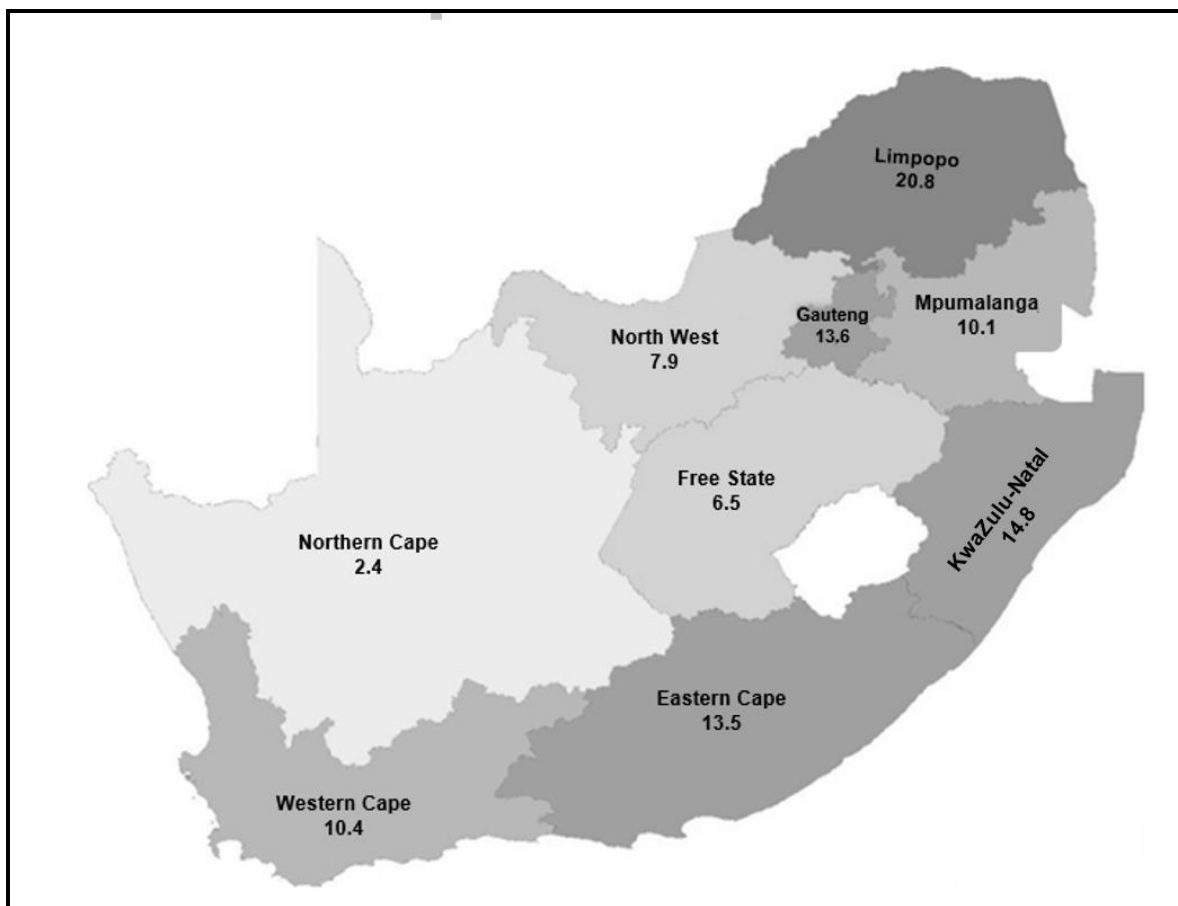 Limpopo
20.8
Mpumalanga
10.1
Gauteng
13.6
North West
7.9
Free State
6.5
KwaZulu-Natal
14.8
Northern Cape
2.4
Eastern Cape
13.5
Western Cape
10.4